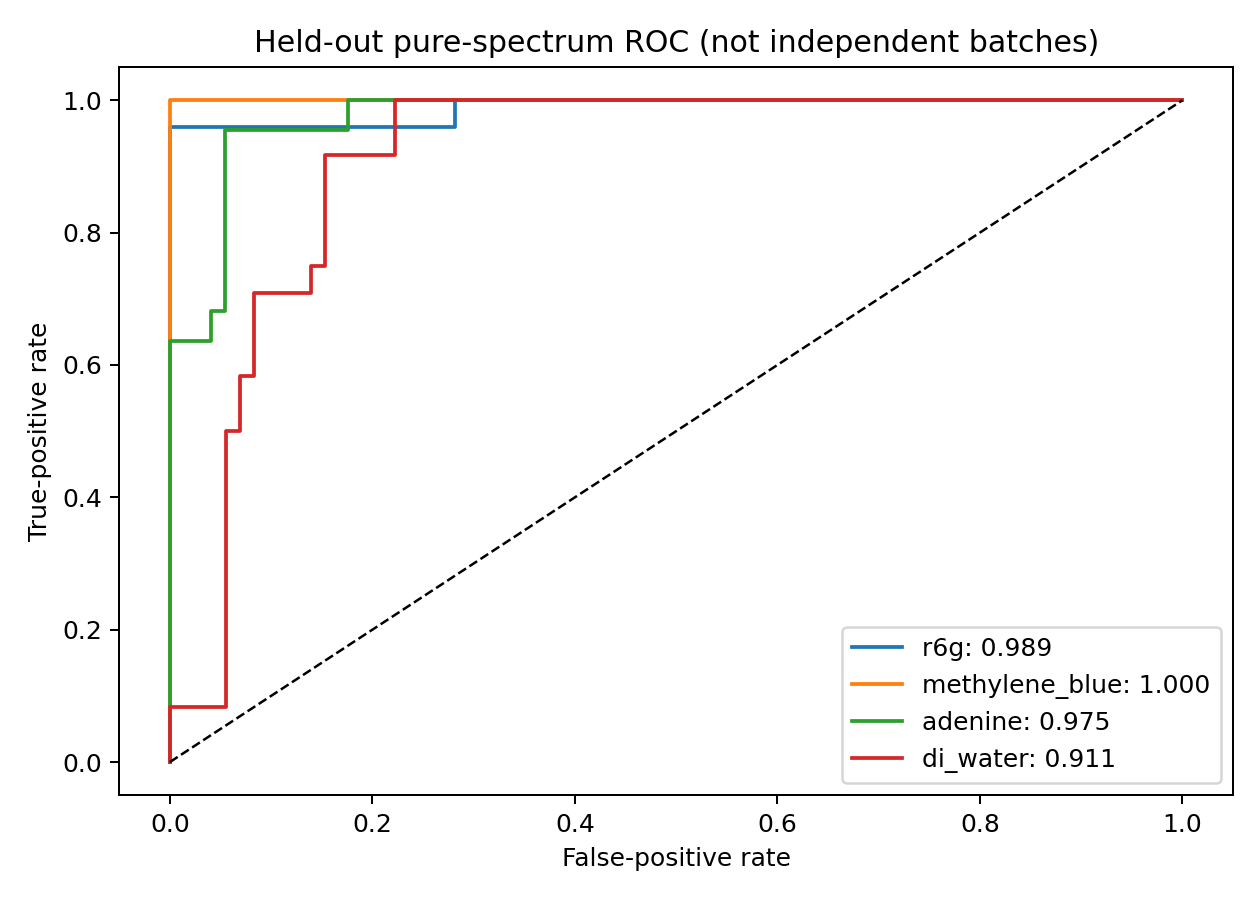 Held-out pure-spectrum ROC (not independent batches)
True-positive rate
1.0
0.8
0.6
0.4
0.2
0.0
0.0 0.2 0.4 0.6 0.8 1.0
False-positive rate
r6g: 0.989
methylene_blue: 1.000
adenine: 0.975
di_water: 0.911